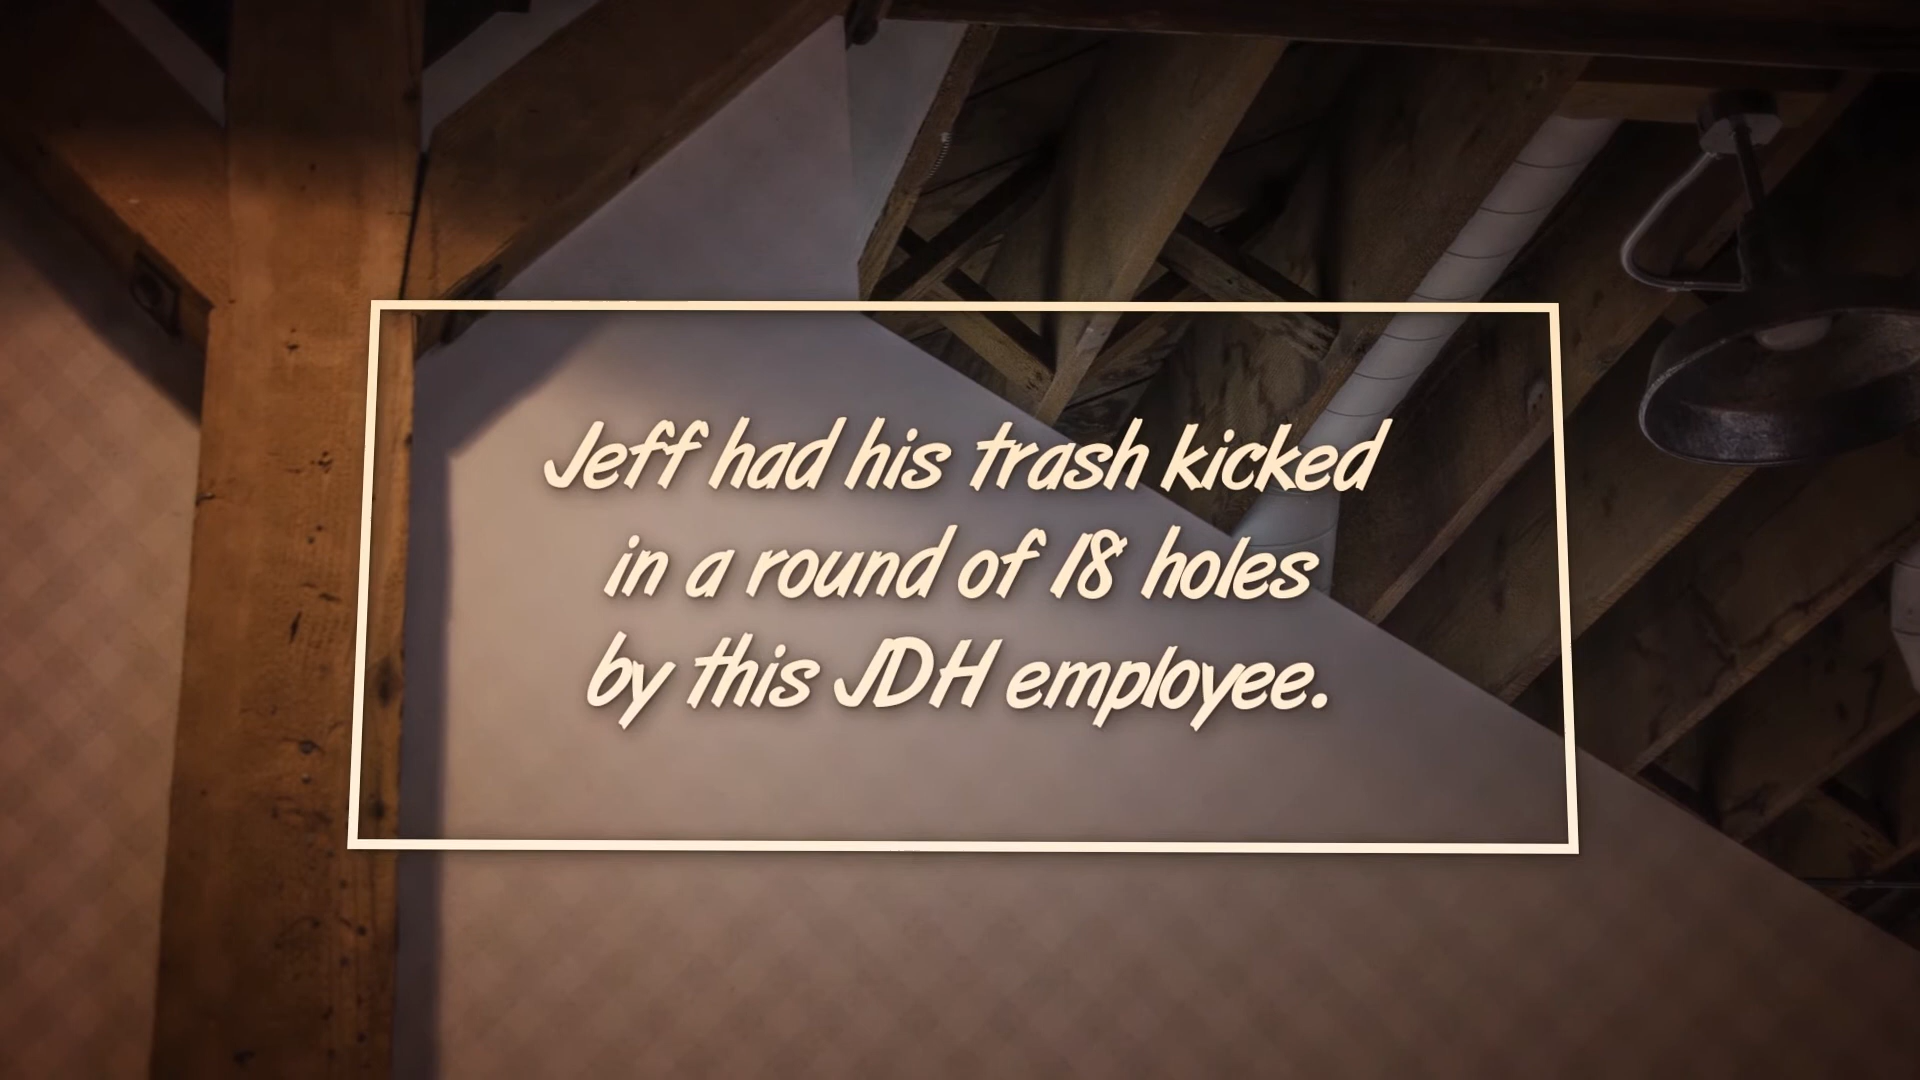 Jeff had his trash kicked
in a round of 18 holes
by this JDH employee.